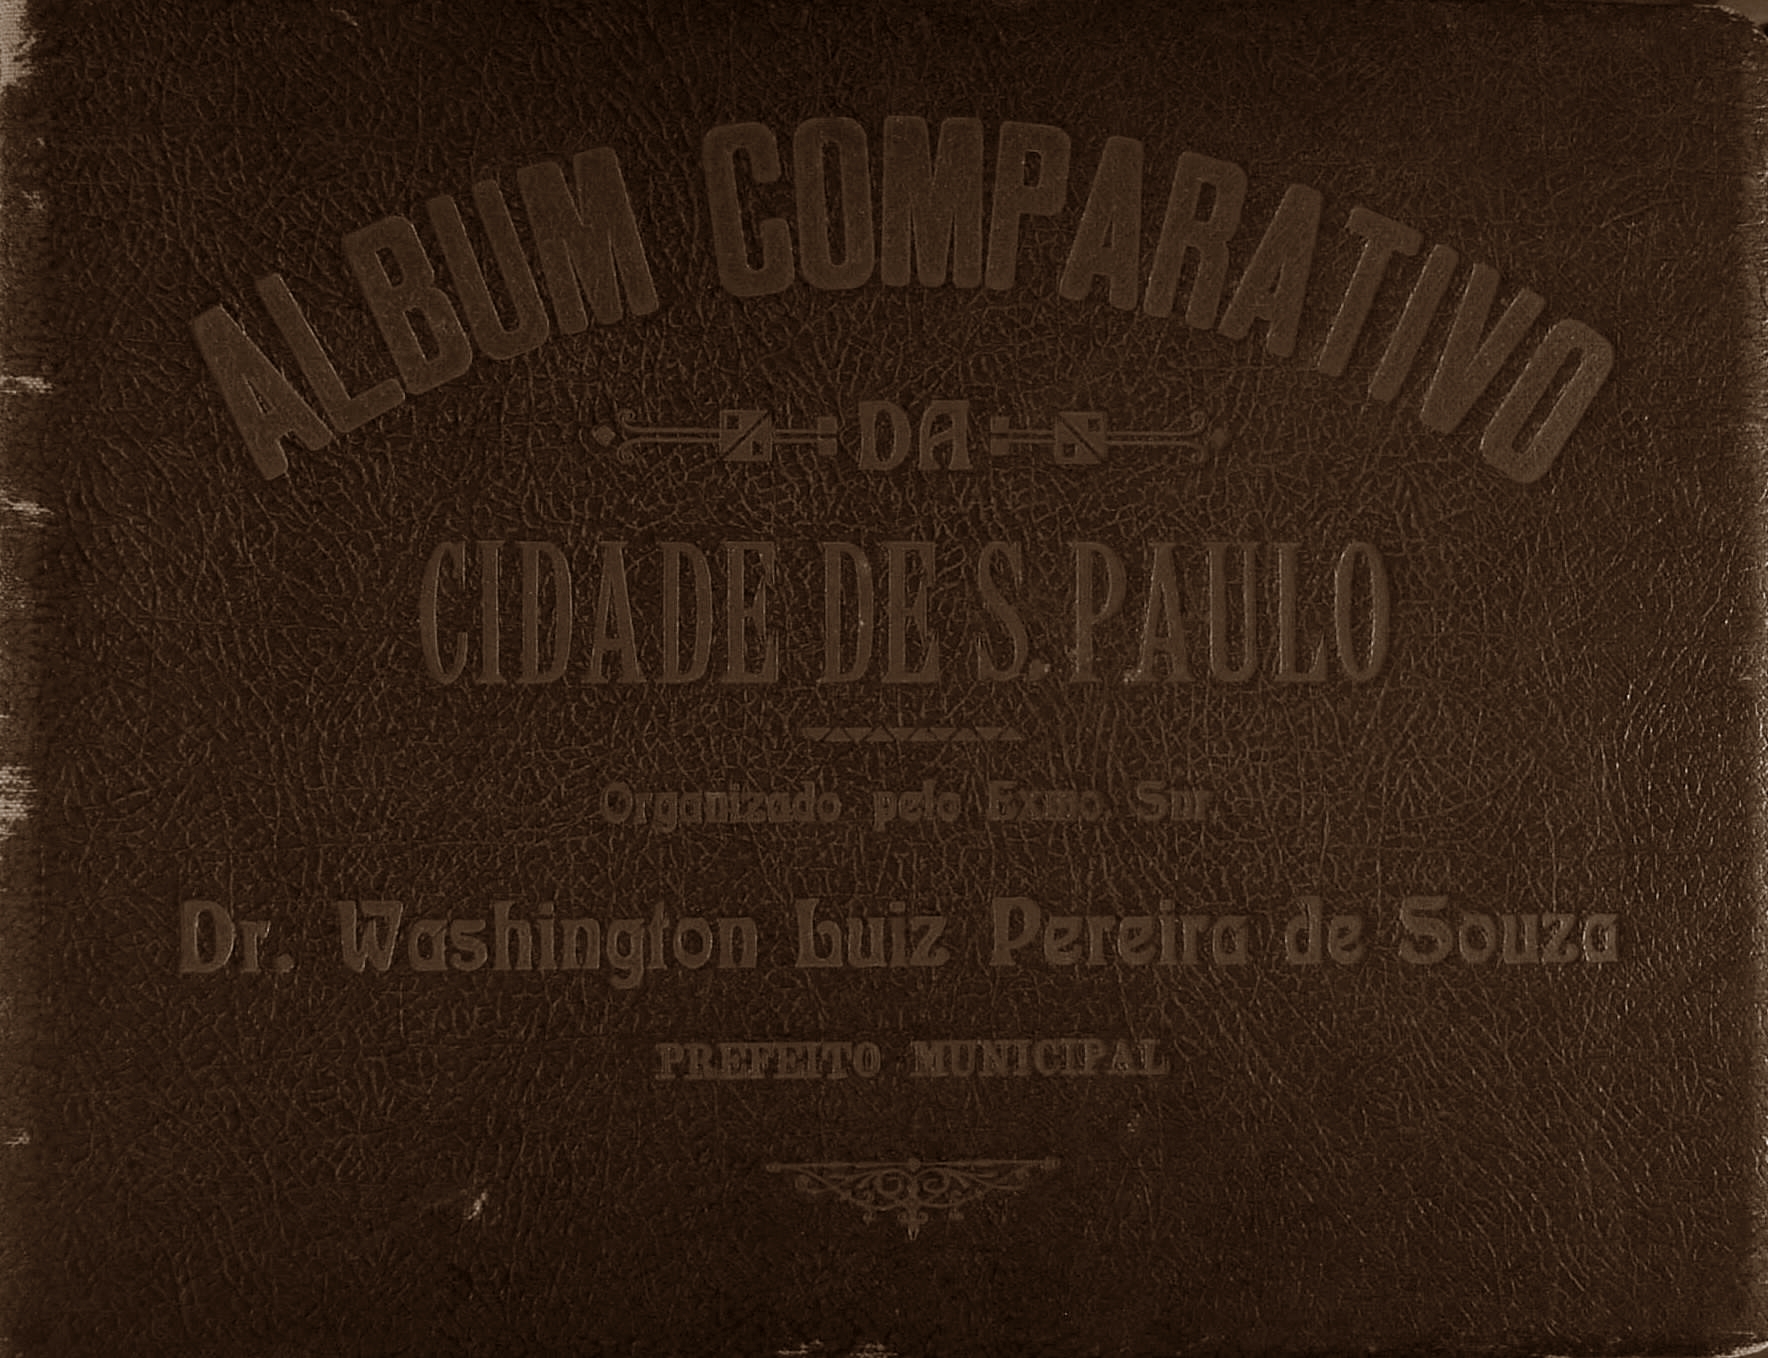 ALBUM COMPARATIVO
DA
CIDADE DE S. PAULO
Organizado pelo Exmo. Snr.
Dr. Washington Luiz Pereira de Souza
PREFEITO MUNICIPAL